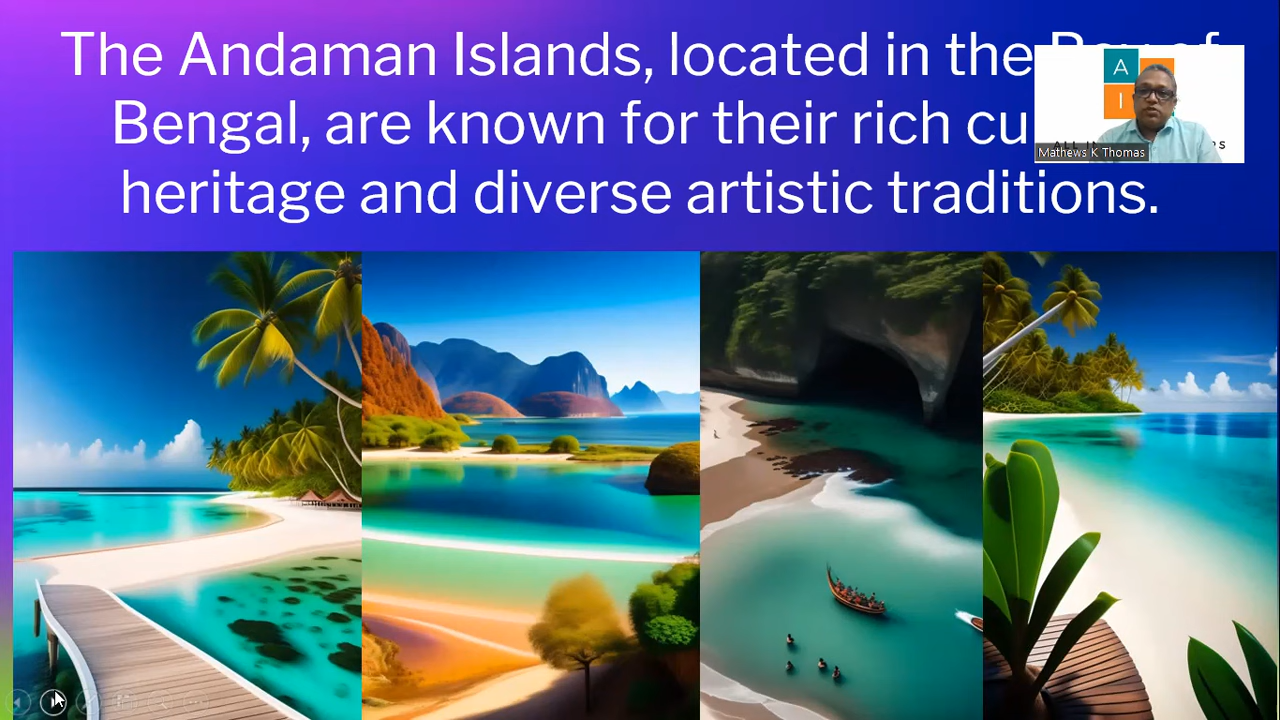 The Andaman Islands, located in the
Bengal, are known for their rich
heritage and diverse artistic traditions.
A
I
Mathews K Thomas